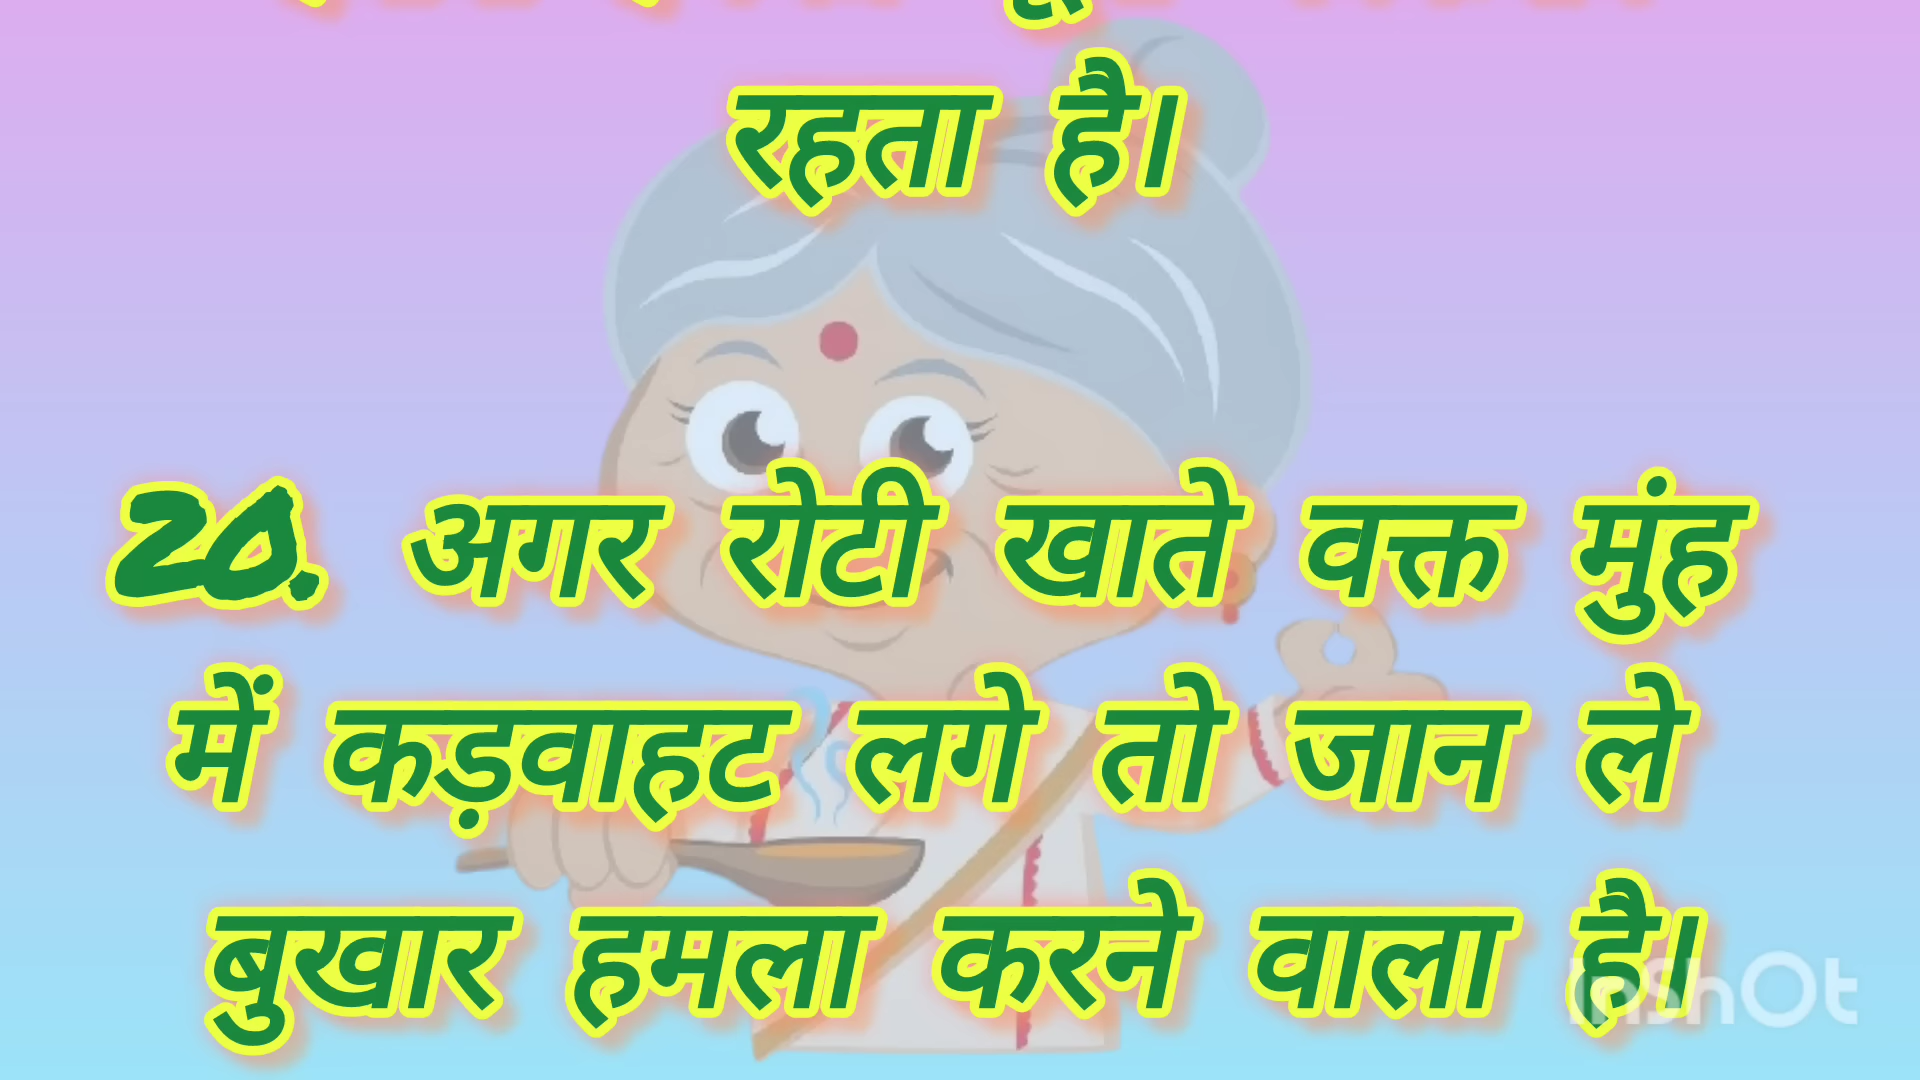 रहता है।
20. अगर रोटी खाते वक्त मुंह
में कड़वाहट लगे तो जान ले
बुखार हमला करने वाला है।
InShOt